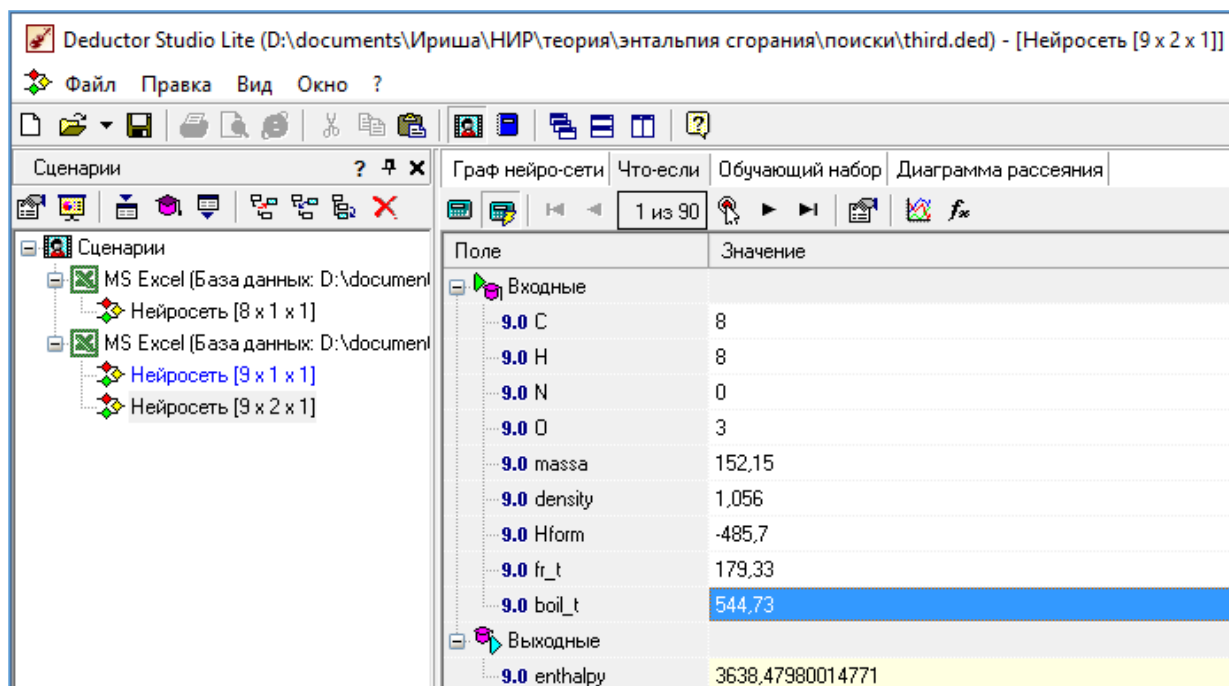 Deductor Studio Lite (D:\documents\Ириша\НИР\теория\энтальпия сгорания\поиски\third.ded) - [Нейросеть [9 x 2 x 1]]
Файл Правка Вид Окно ?
Сценарии ?
Граф нейро-сети Что-если Обучающий набор Диаграмма рассеяния
1 из 90
Сценарии
MS Excel (База данных: D:\document
Нейросеть [8 x 1 x 1]
MS Excel (База данных: D:\document
Нейросеть [9 x 1 x 1]
Нейросеть [9 x 2 x 1]
Поле Значение
Входные
9.0 C 8
9.0 H 8
9.0 N 0
9.0 O 3
9.0 massa 152,15
9.0 density 1,056
9.0 Hform -485,7
9.0 fr_t 179,33
9.0 boil_t 544,73
Выходные
9.0 enthalpy 3638,47980014771